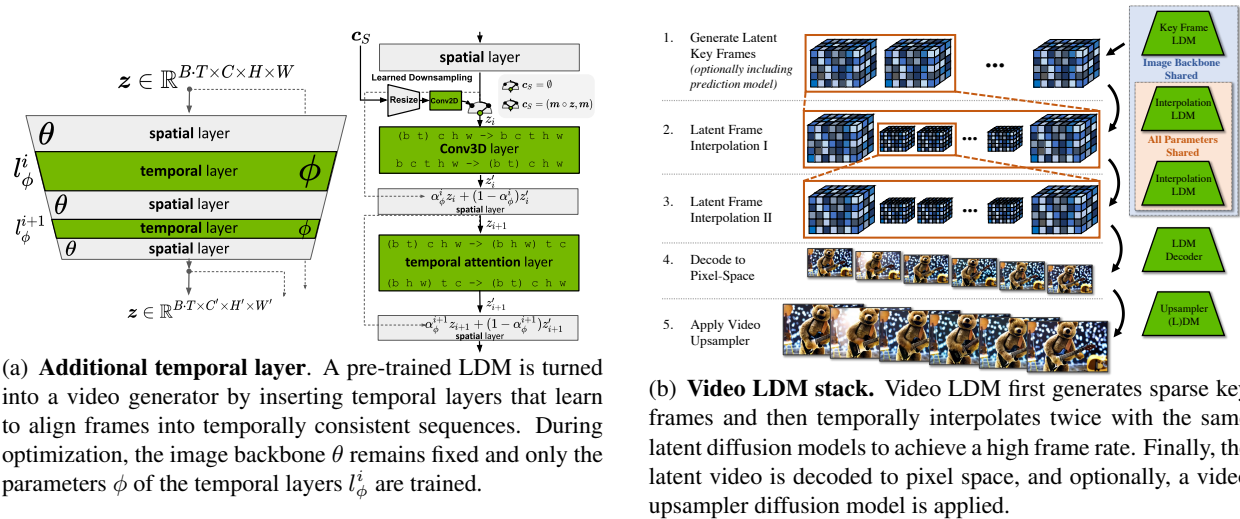 z ∈ ℝ^{B·T×C×H×W}
θ
spatial layer
l_ϕ^i
temporal layer
ϕ
θ
spatial layer
l_ϕ^{i+1}
temporal layer
ϕ
θ
spatial layer
z ∈ ℝ^{B·T×C'×H'×W'}
c_S
spatial layer
Learned Downsampling
Resize
Conv2D
c_S = ∅
c_S = (m ∘ z, m)
z_i
(b t) c h w -> b c t h w
Conv3D layer
b c t h w -> (b t) c h w
z'_i
α_ϕ^i z_i + (1 − α_ϕ^i)z'_i
spatial layer
z_{i+1}
(b t) c h w -> (b h w) t c
temporal attention layer
(b h w) t c -> (b t) c h w
z'_{i+1}
α_ϕ^{i+1} z_{i+1} + (1 − α_ϕ^{i+1})z'_{i+1}
spatial layer
(a) Additional temporal layer. A pre-trained LDM is turned
into a video generator by inserting temporal layers that learn
to align frames into temporally consistent sequences. During
optimization, the image backbone θ remains fixed and only the
parameters ϕ of the temporal layers l_ϕ^i are trained.
1. Generate Latent
Key Frames
(optionally including
prediction model)
2. Latent Frame
Interpolation I
3. Latent Frame
Interpolation II
4. Decode to
Pixel-Space
5. Apply Video
Upsampler
Key Frame
LDM
Image Backbone
Shared
Interpolation
LDM
All Parameters
Shared
Interpolation
LDM
LDM
Decoder
Upsampler
(L)DM
(b) Video LDM stack. Video LDM first generates sparse key
frames and then temporally interpolates twice with the same
latent diffusion models to achieve a high frame rate. Finally, the
latent video is decoded to pixel space, and optionally, a video
upsampler diffusion model is applied.